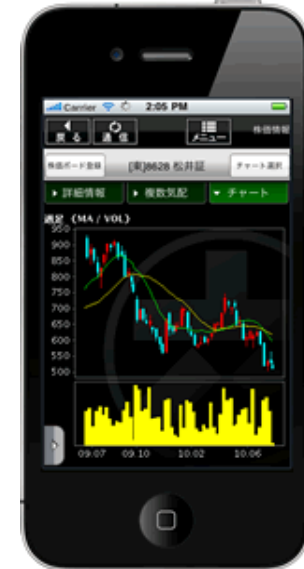 Carrier 2:05 PM
戻る 通信 メニュー 株価情報
株価ボード登録 [東]8628 松井証 チャート選択
詳細情報 複数気配 チャート
週足 (MA / VOL)
950
900
850
800
750
700
650
600
550
500
09.07 09.10 10.02 10.06